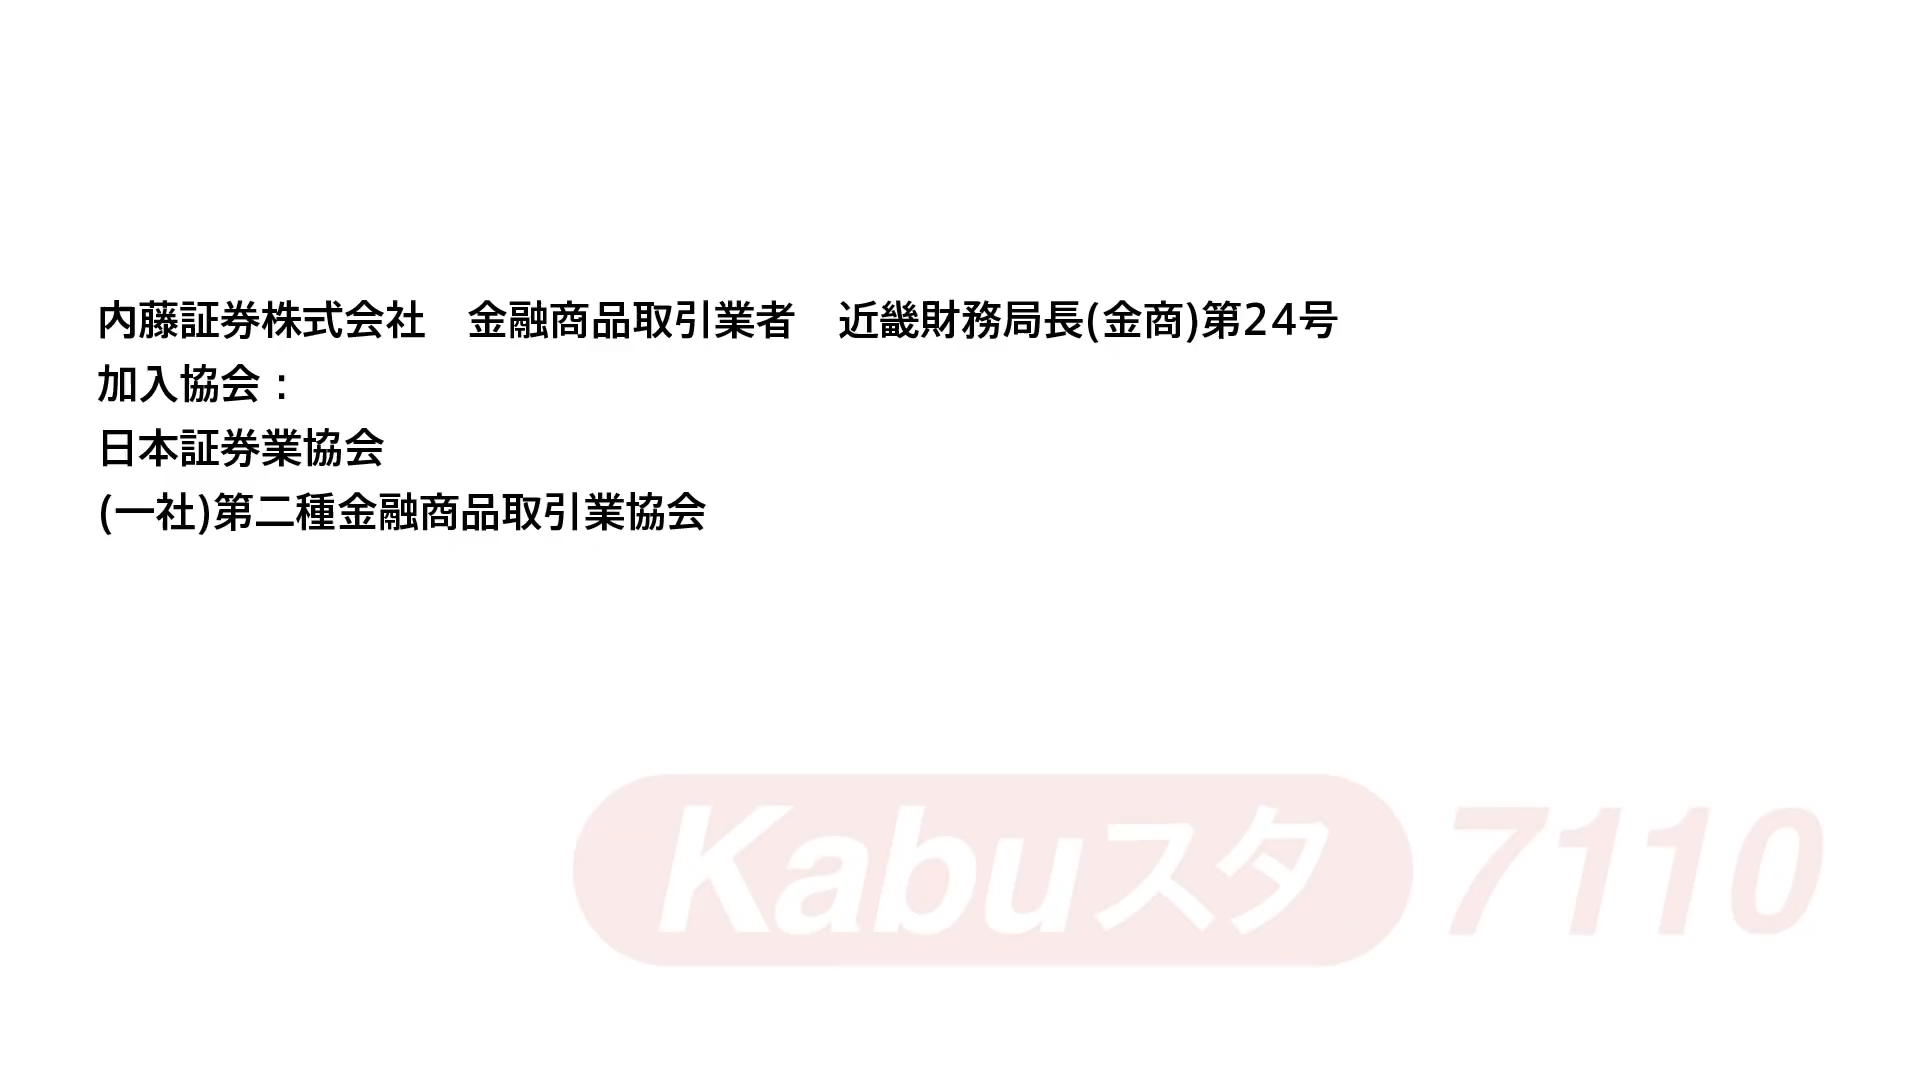 内藤証券株式会社　金融商品取引業者　近畿財務局長(金商)第24号
加入協会：
日本証券業協会
(一社)第二種金融商品取引業協会
Kabuスタ 7110